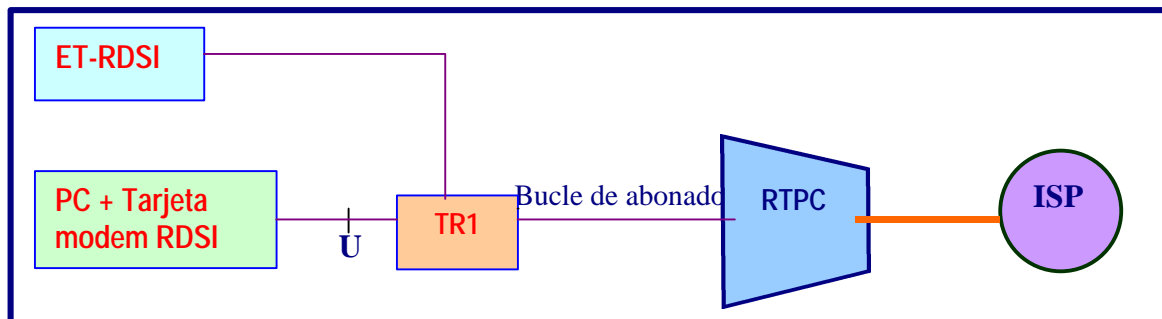 ET-RDSI
PC + Tarjeta
modem RDSI
U
TR1
Bucle de abonado
RTPC
ISP